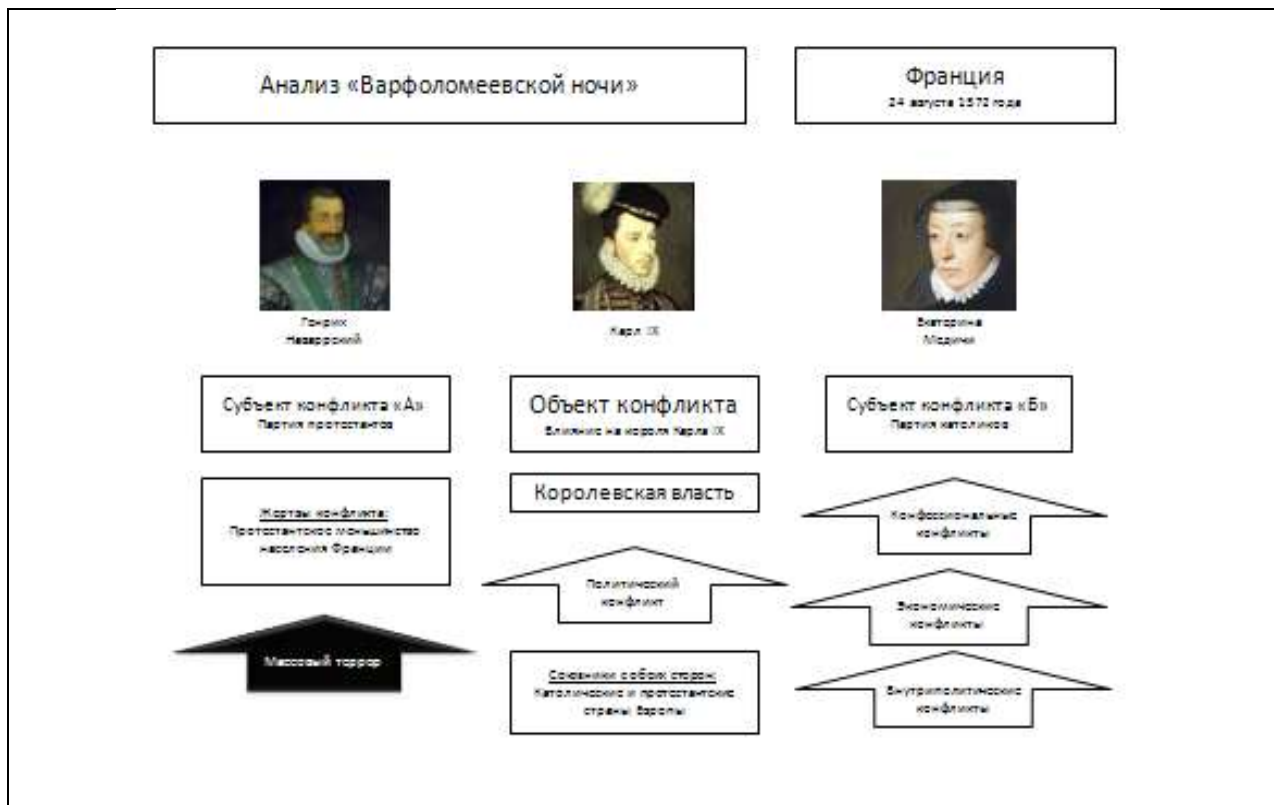 Анализ «Варфоломеевской ночи»
Франция
24 августа 1572 года
Генрих
Наваррский
Карл IX
Екатерина
Медичи
Субъект конфликта «А»
Партия протестантов
Объект конфликта
Влияние на короля Карла IX
Субъект конфликта «Б»
Партия католиков
Жертвы конфликта:
Протестантское меньшинство
населения Франции
Королевская власть
Конфессиональные
конфликты
Политический
конфликт
Экономические
конфликты
Массовый террор
Союзники с обеих сторон:
Католические и протестантские
страны Европы
Внутриполитические
конфликты